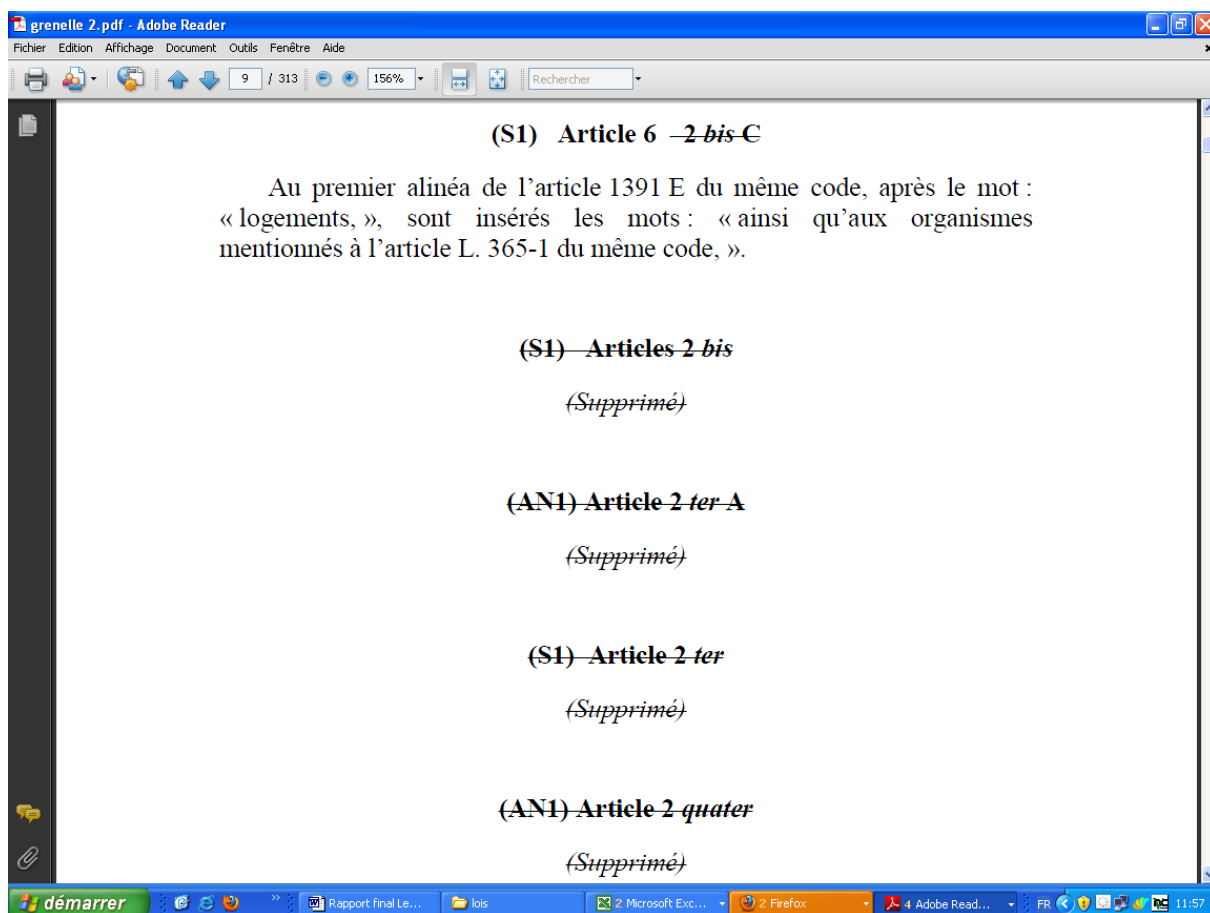 grenelle 2.pdf - Adobe Reader
Fichier Edition Affichage Document Outils Fenêtre Aide
9 / 313 156% Rechercher
(S1) Article 6 2 bis C
Au premier alinéa de l'article 1391 E du même code, après le mot :
« logements, », sont insérés les mots : « ainsi qu'aux organismes
mentionnés à l'article L. 365-1 du même code, ».
(S1) Articles 2 bis
(Supprimé)
(AN1) Article 2 ter A
(Supprimé)
(S1) Article 2 ter
(Supprimé)
(AN1) Article 2 quater
(Supprimé)
démarrer » Rapport final Le... lois 2 Microsoft Exc... 2 Firefox 4 Adobe Read... FR 11:57